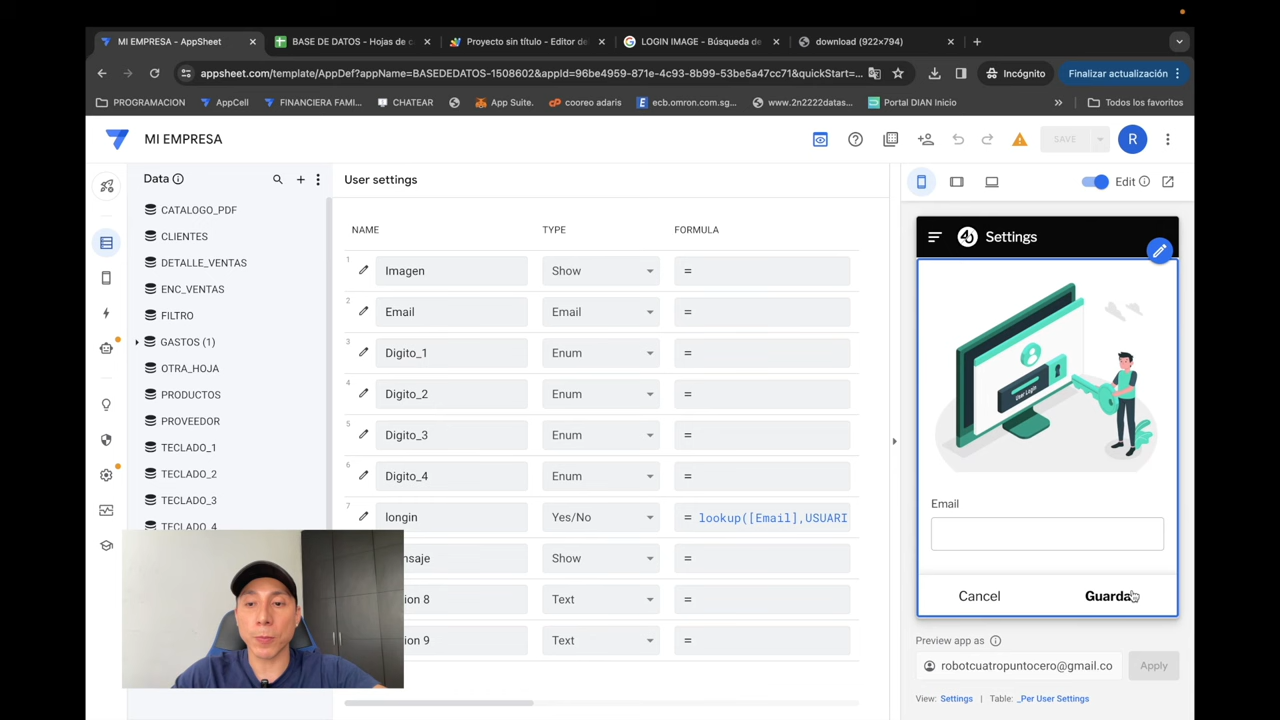 MI EMPRESA - AppSheet
BASE DE DATOS - Hojas de c
Proyecto sin título - Editor de
LOGIN IMAGE - Búsqueda de
download (922×794)
appsheet.com/template/AppDef?appName=BASEDEDATOS-1508602&appId=96be4959-871e-4c93-8b99-53be5a47cc71&quickStart=...
Incógnito
Finalizar actualización
PROGRAMACION
AppCell
FINANCIERA FAMI...
CHATEAR
App Suite.
cooreo adaris
ecb.omron.com.sg...
www.2n2222datas...
Portal DIAN Inicio
Todos los favoritos
MI EMPRESA
SAVE
R
Data
User settings
Edit
CATALOGO_PDF
CLIENTES
DETALLE_VENTAS
ENC_VENTAS
FILTRO
GASTOS (1)
OTRA_HOJA
PRODUCTOS
PROVEEDOR
TECLADO_1
TECLADO_2
TECLADO_3
TECLADO_4
NAME TYPE FORMULA
1 Imagen Show =
2 Email Email =
3 Digito_1 Enum =
4 Digito_2 Enum =
5 Digito_3 Enum =
6 Digito_4 Enum =
7 longin Yes/No = lookup([Email],USUARI
nsaje Show =
ion 8 Text =
ion 9 Text =
Settings
User Login
Email
Cancel
Guarda
Preview app as
robotcuatropuntocero@gmail.co
Apply
View: Settings | Table: _Per User Settings